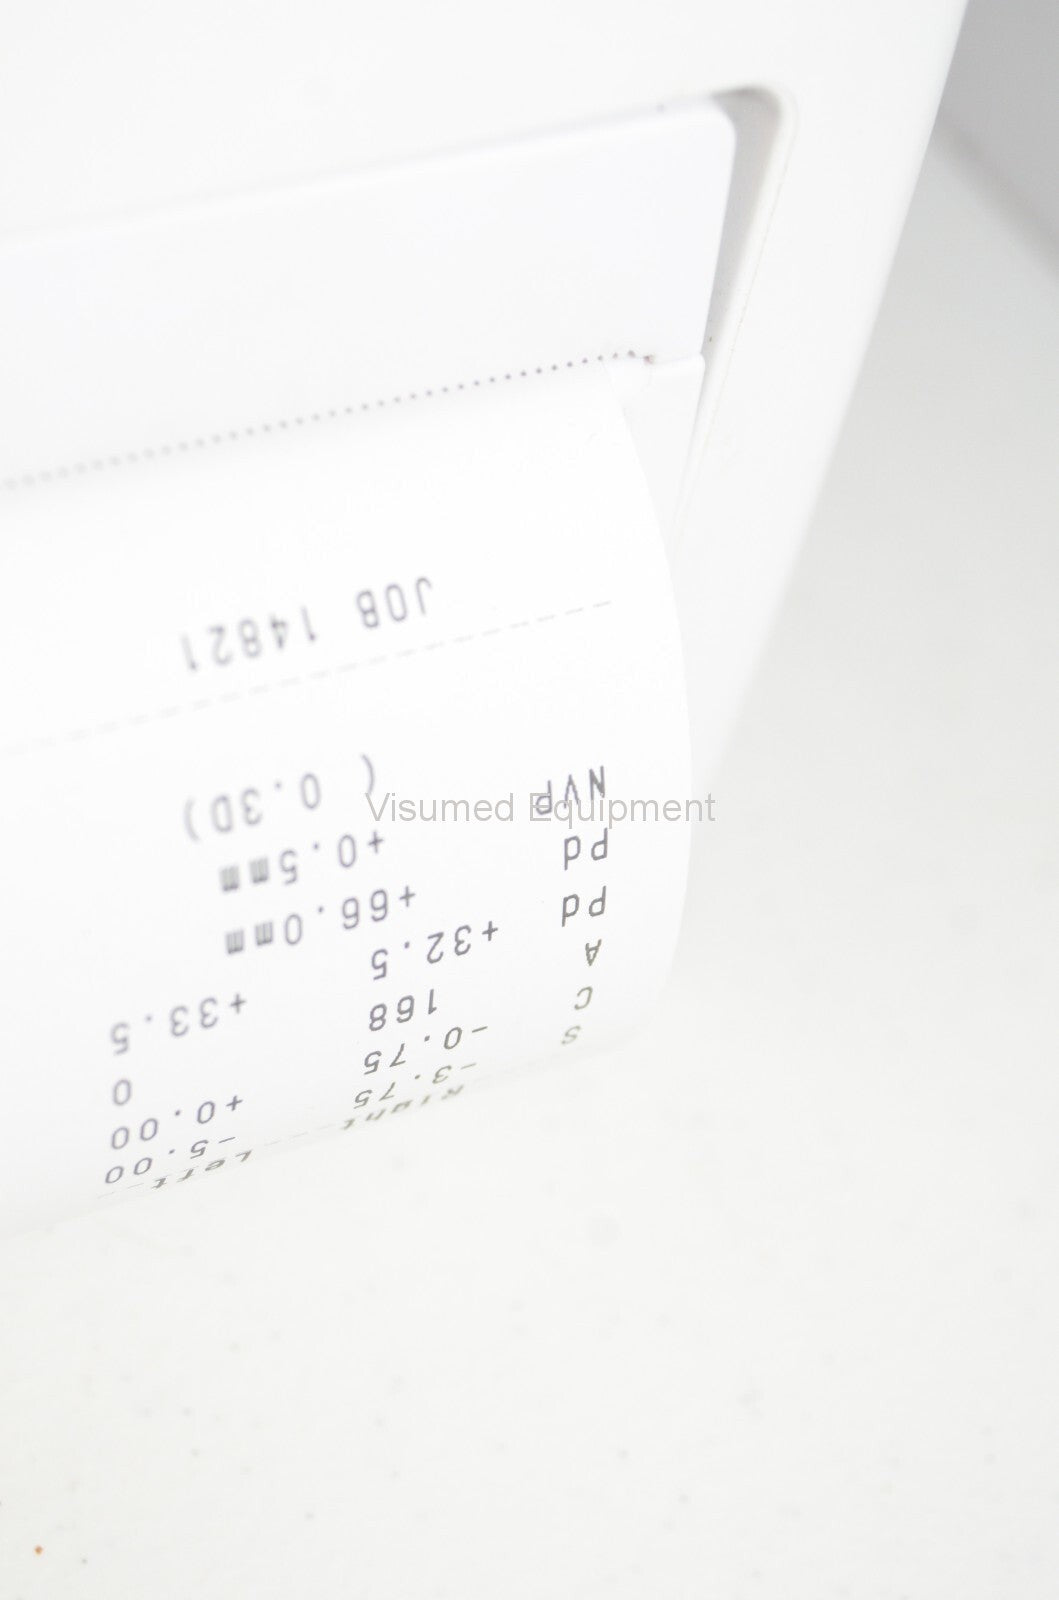 Right Left
S -3.75 -5.00
C -0.75 +0.00
A 168 0
Pd +32.5 +33.5
Pd +66.0mm
NVP +0.5mm
( 0.3D)
JOB 14821
Visumed Equipment